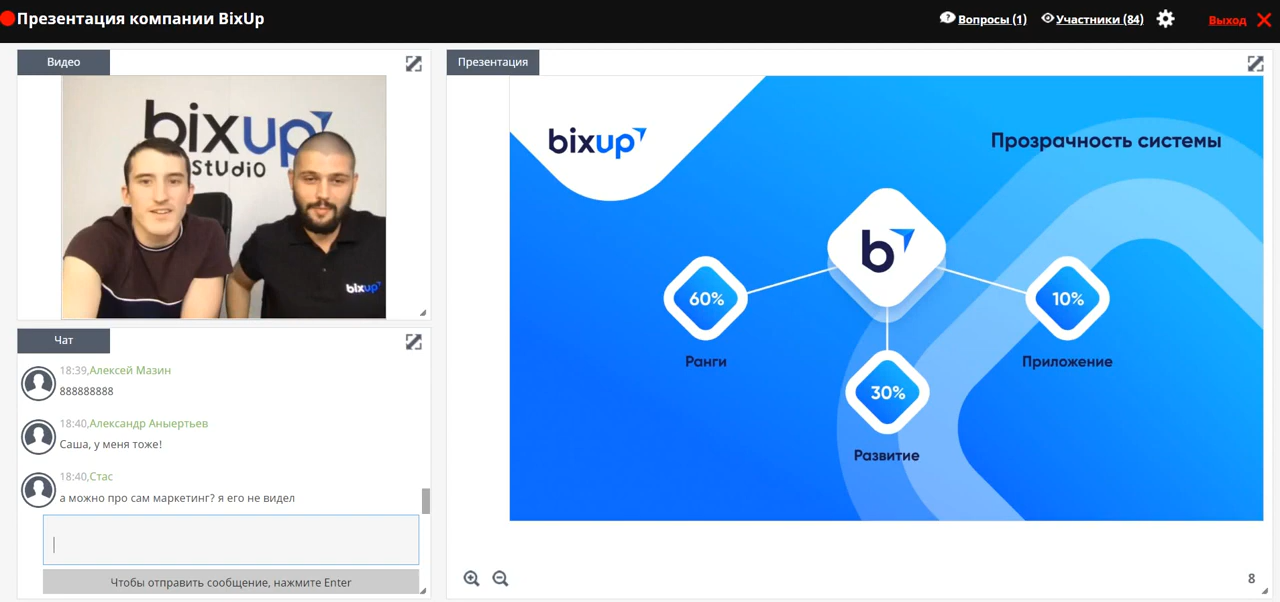 Презентация компании BixUp
Вопросы (1)
Участники (84)
Выход
Видео
bixup
STUDIO
bixup
Чат
18:39,Алексей Мазин
888888888
18:40,Александр Аныертьев
Саша, у меня тоже!
18:40,Стас
а можно про сам маркетинг? я его не видел
Чтобы отправить сообщение, нажмите Enter
Презентация
bixup
Прозрачность системы
b
60%
Ранги
10%
Приложение
30%
Развитие
8